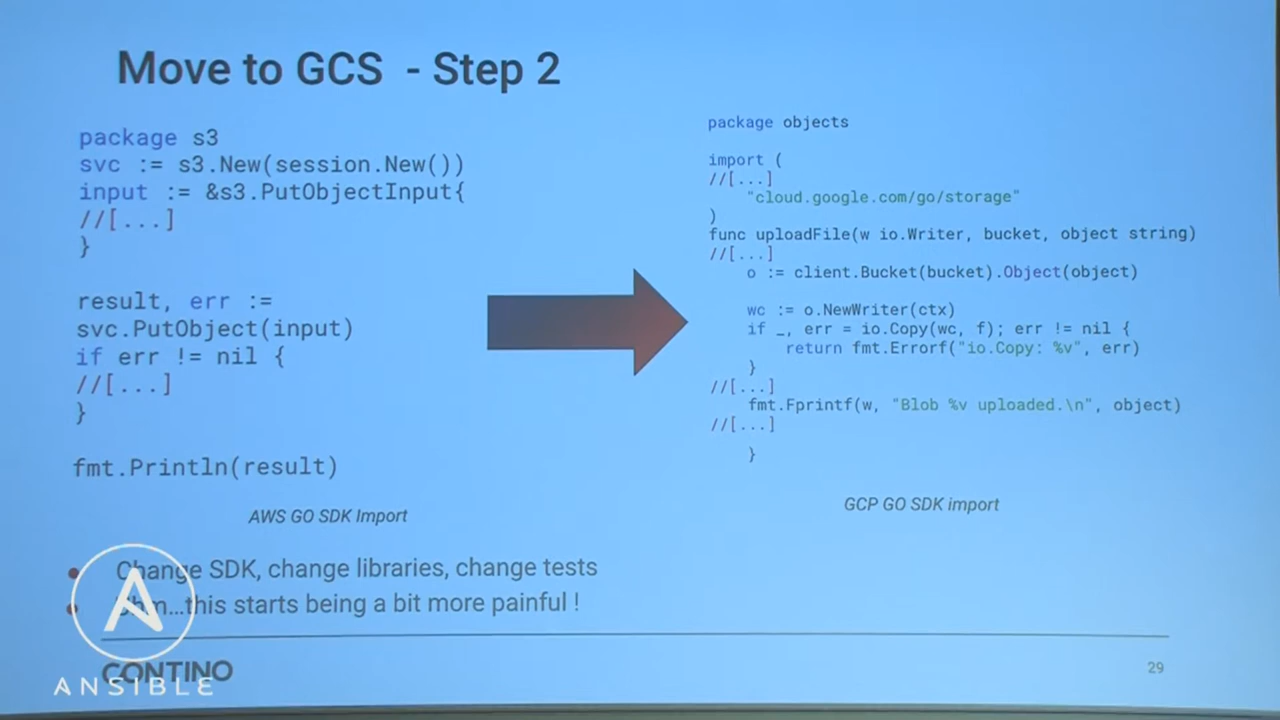 Move to GCS - Step 2
package s3
svc := s3.New(session.New())
input := &s3.PutObjectInput{
//[...]
}
result, err :=
svc.PutObject(input)
if err != nil {
//[...]
}
fmt.Println(result)
AWS GO SDK Import
package objects
import (
//[...]
"cloud.google.com/go/storage"
)
func uploadFile(w io.Writer, bucket, object string)
//[...]
o := client.Bucket(bucket).Object(object)
wc := o.NewWriter(ctx)
if _, err = io.Copy(wc, f); err != nil {
return fmt.Errorf("io.Copy: %v", err)
}
//[...]
fmt.Fprintf(w, "Blob %v uploaded.\n", object)
//[...]
}
GCP GO SDK import
Change SDK, change libraries, change tests
this starts being a bit more painful !
CONTINO
ANSIBLE
29